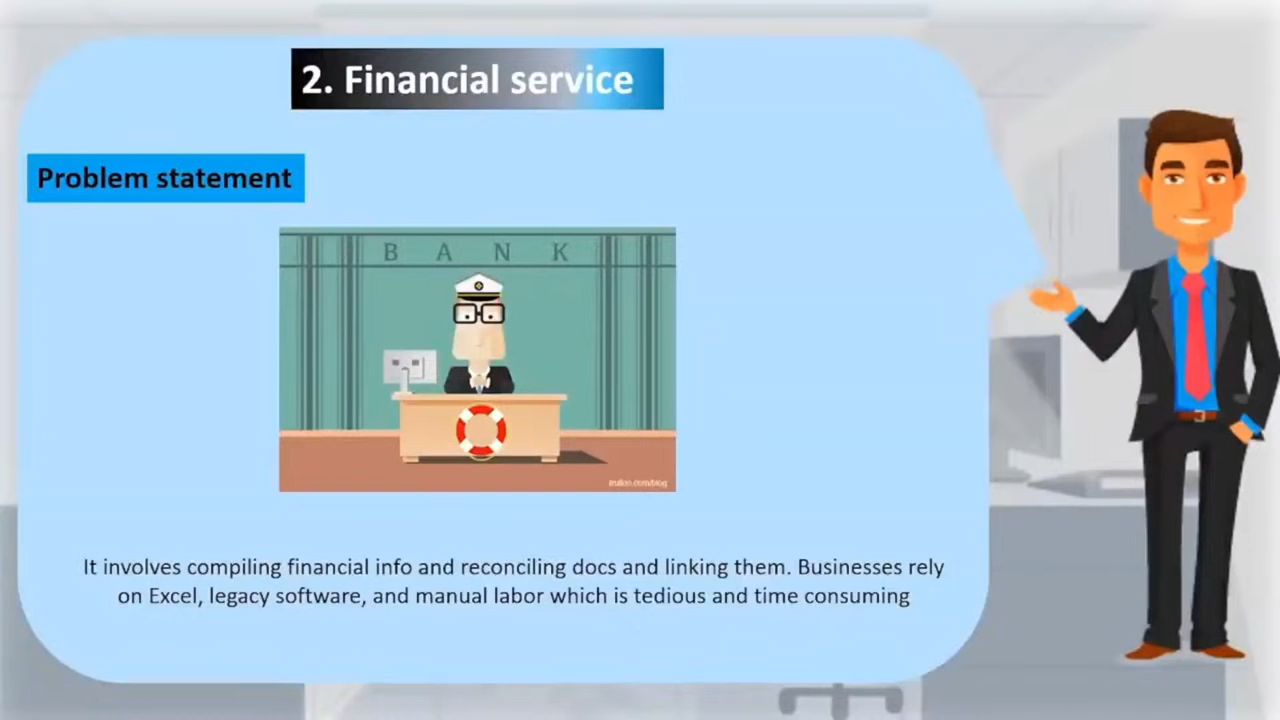 2. Financial service
Problem statement
B A N K
It involves compiling financial info and reconciling docs and linking them. Businesses rely
on Excel, legacy software, and manual labor which is tedious and time consuming